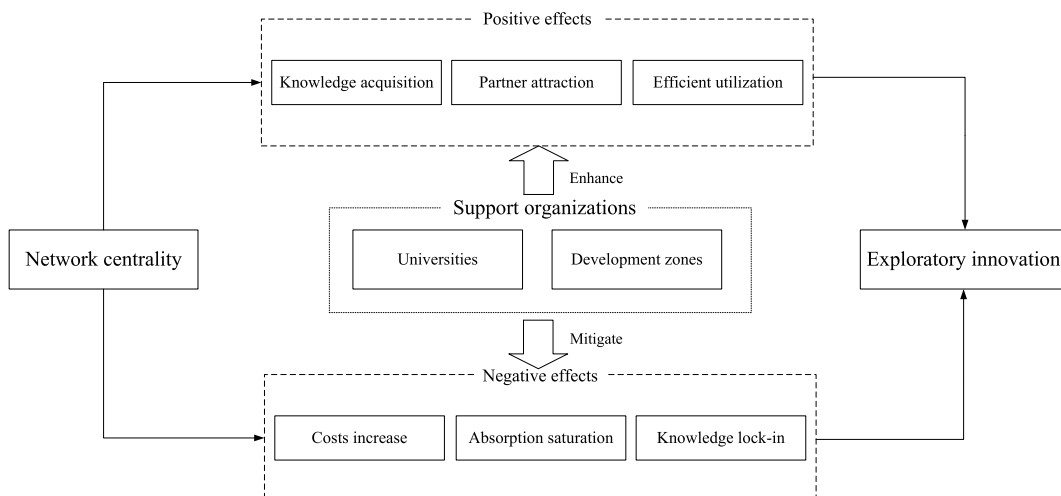 Positive effects
Knowledge acquisition
Partner attraction
Efficient utilization
Enhance
Support organizations
Network centrality
Universities
Development zones
Exploratory innovation
Mitigate
Negative effects
Costs increase
Absorption saturation
Knowledge lock-in